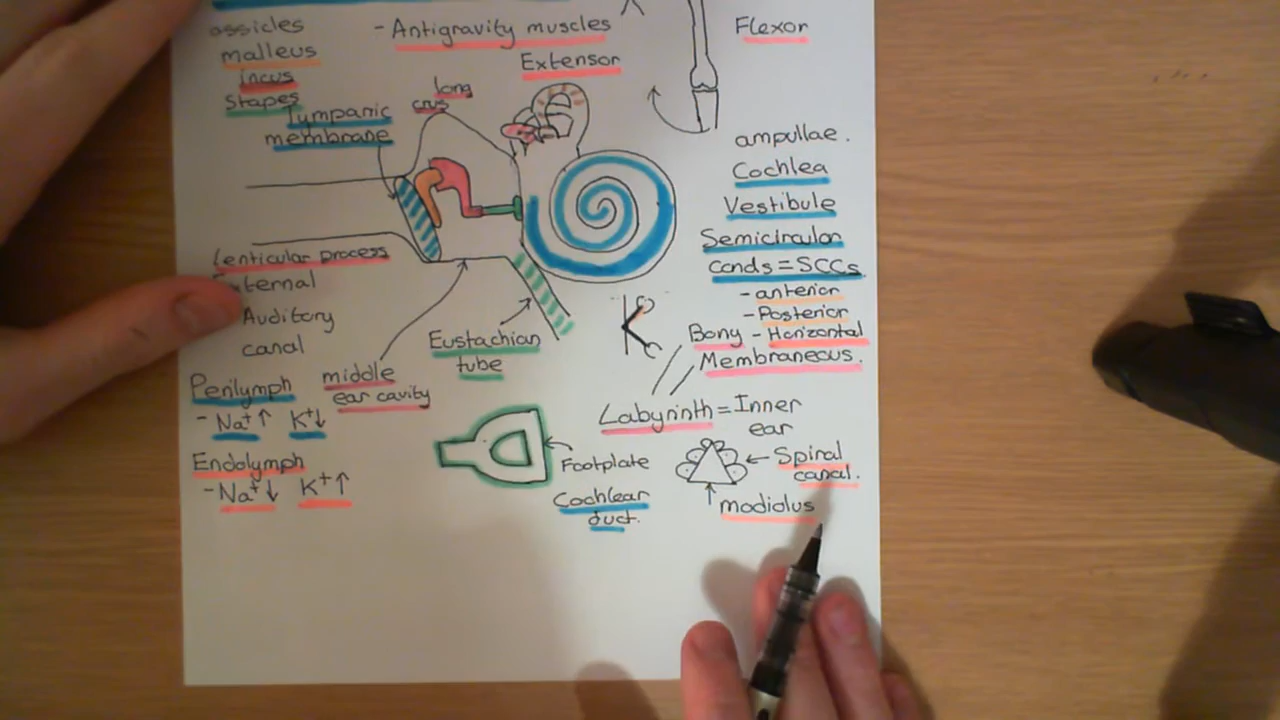 ossicles
malleus
incus
stapes
- Antigravity muscles
Extensor
Flexor
Tympanic
membrane
long
crus
ampullae.
Cochlea
Vestibule
Semicircular
canals = SCCs
- anterior
- Posterior
- Horizontal
Bony
Membraneous.
Labyrinth = Inner
ear
Lenticular process
External
Auditory
canal
Eustachian
tube
middle
ear cavity
Perilymph
- Na+↑ K+↓
Endolymph
- Na+↓ K+↑
Footplate
Cochlear
duct.
Spiral
canal.
modiolus